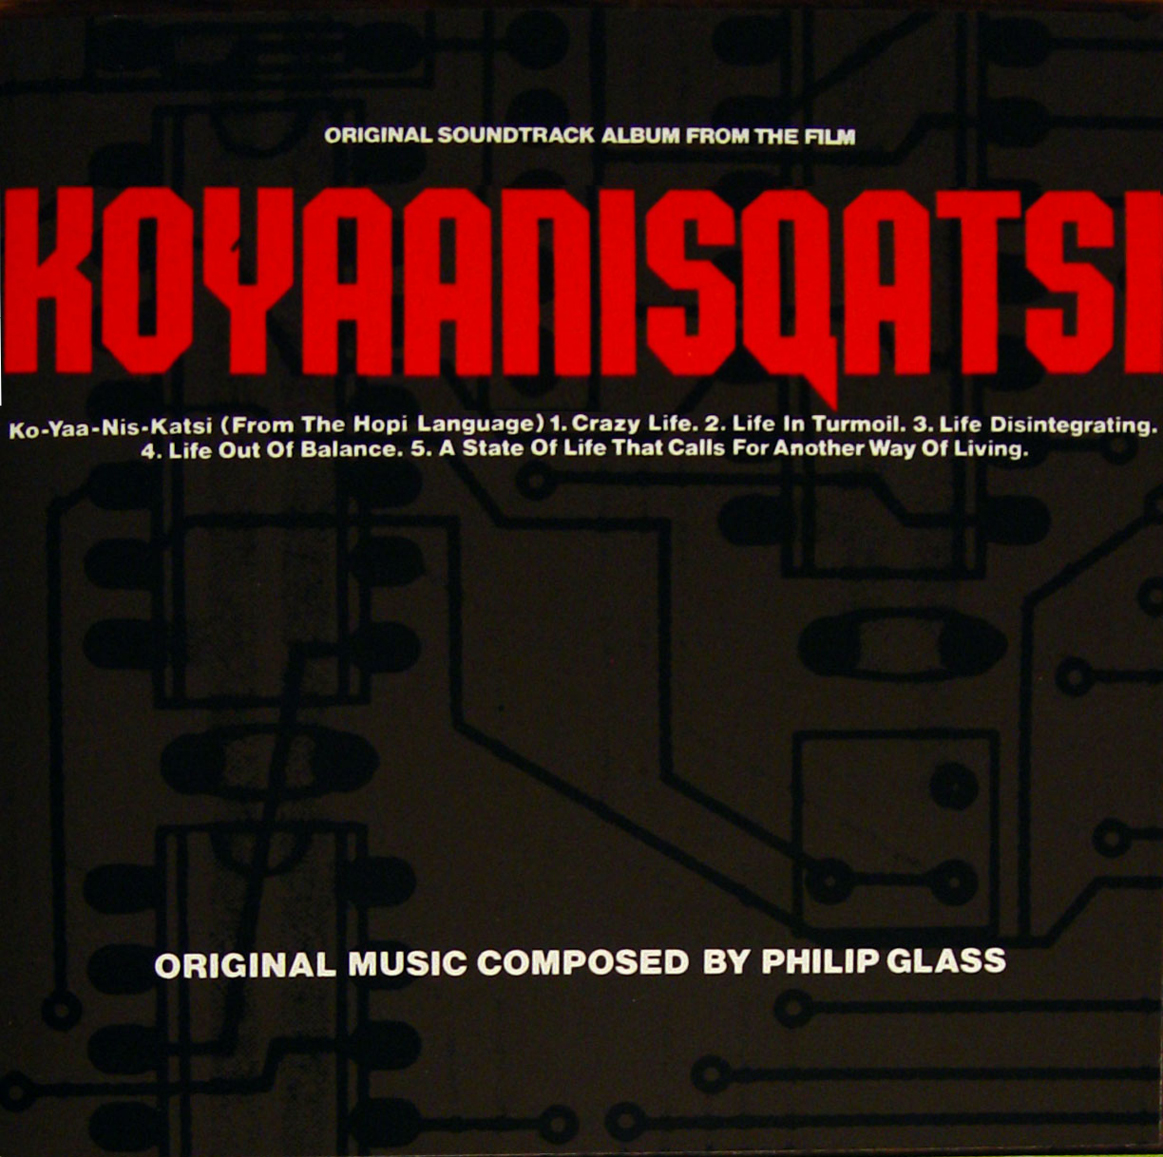 ORIGINAL SOUNDTRACK ALBUM FROM THE FILM
KOYAANISQATSI
Ko-Yaa-Nis-Katsi (From The Hopi Language) 1. Crazy Life. 2. Life In Turmoil. 3. Life Disintegrating.
4. Life Out Of Balance. 5. A State Of Life That Calls For Another Way Of Living.
ORIGINAL MUSIC COMPOSED BY PHILIP GLASS